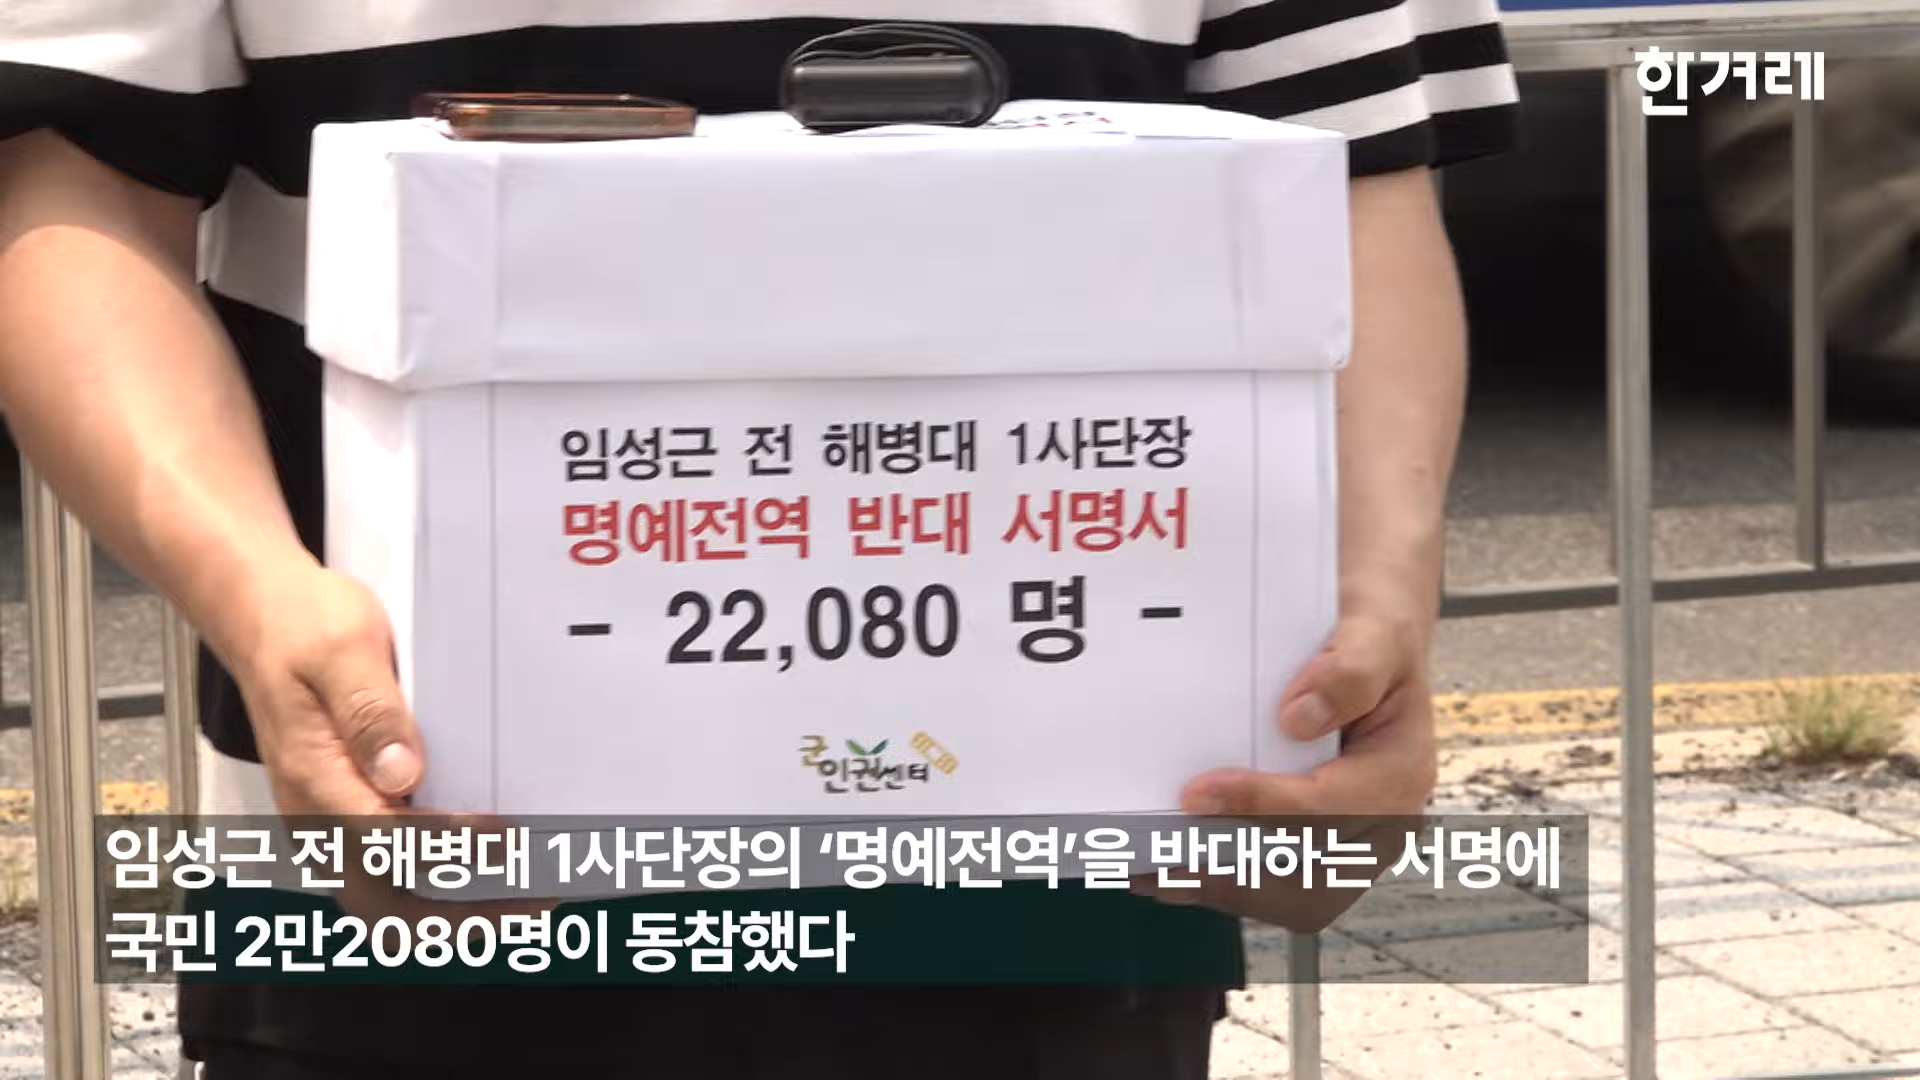 한겨레
임성근 전 해병대 1사단장
명예전역 반대 서명서
- 22,080 명 -
군
인권센터
임성근 전 해병대 1사단장의 ‘명예전역’을 반대하는 서명에
국민 2만2080명이 동참했다